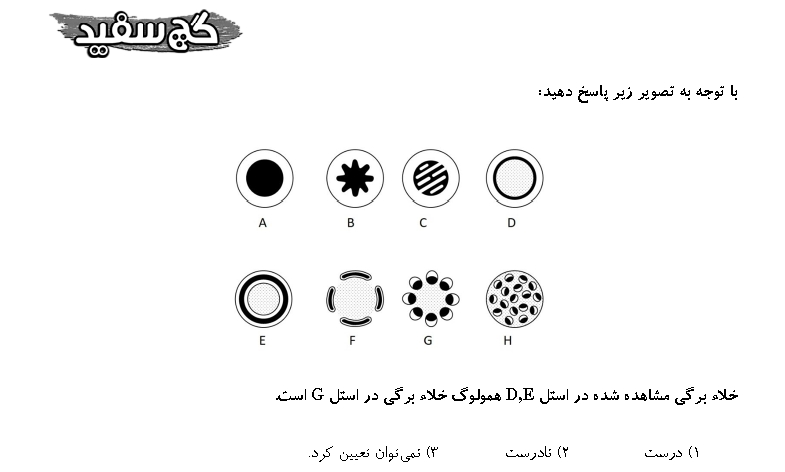 گچ سفید
با توجه به تصویر زیر پاسخ دهید:
A B C D
E F G H
خلاء برگی مشاهده شده در استل D,E همولوگ خلاء برگی در استل G است.
۱) درست ۲) نادرست ۳) نمی‌توان تعیین کرد.